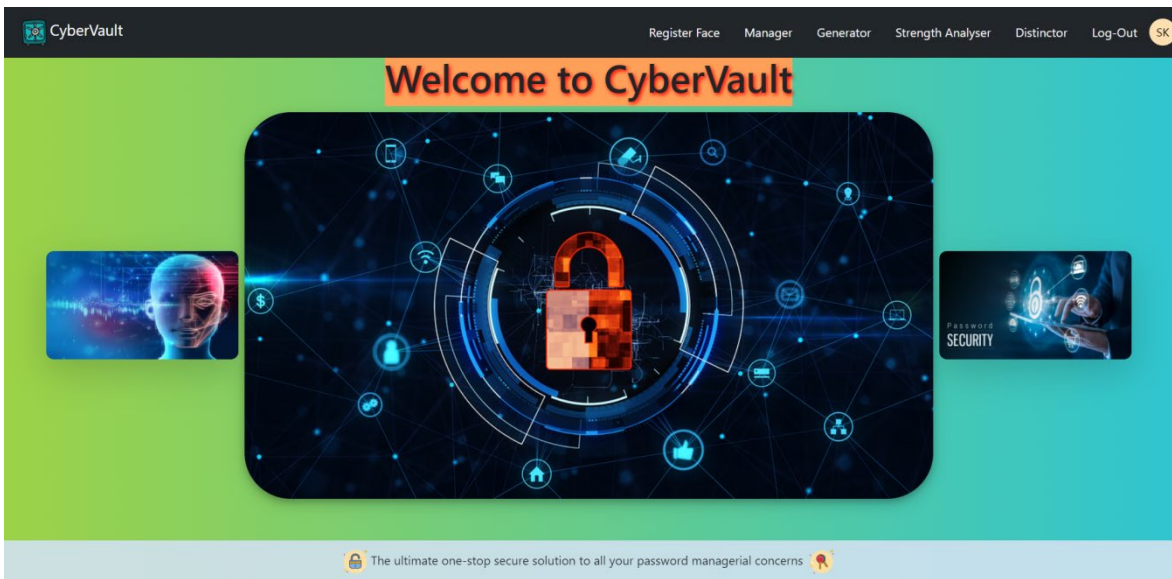 CyberVault
Register Face Manager Generator Strength Analyser Distinctor Log-Out SK
Welcome to CyberVault
$
Password
SECURITY
The ultimate one-stop secure solution to all your password managerial concerns